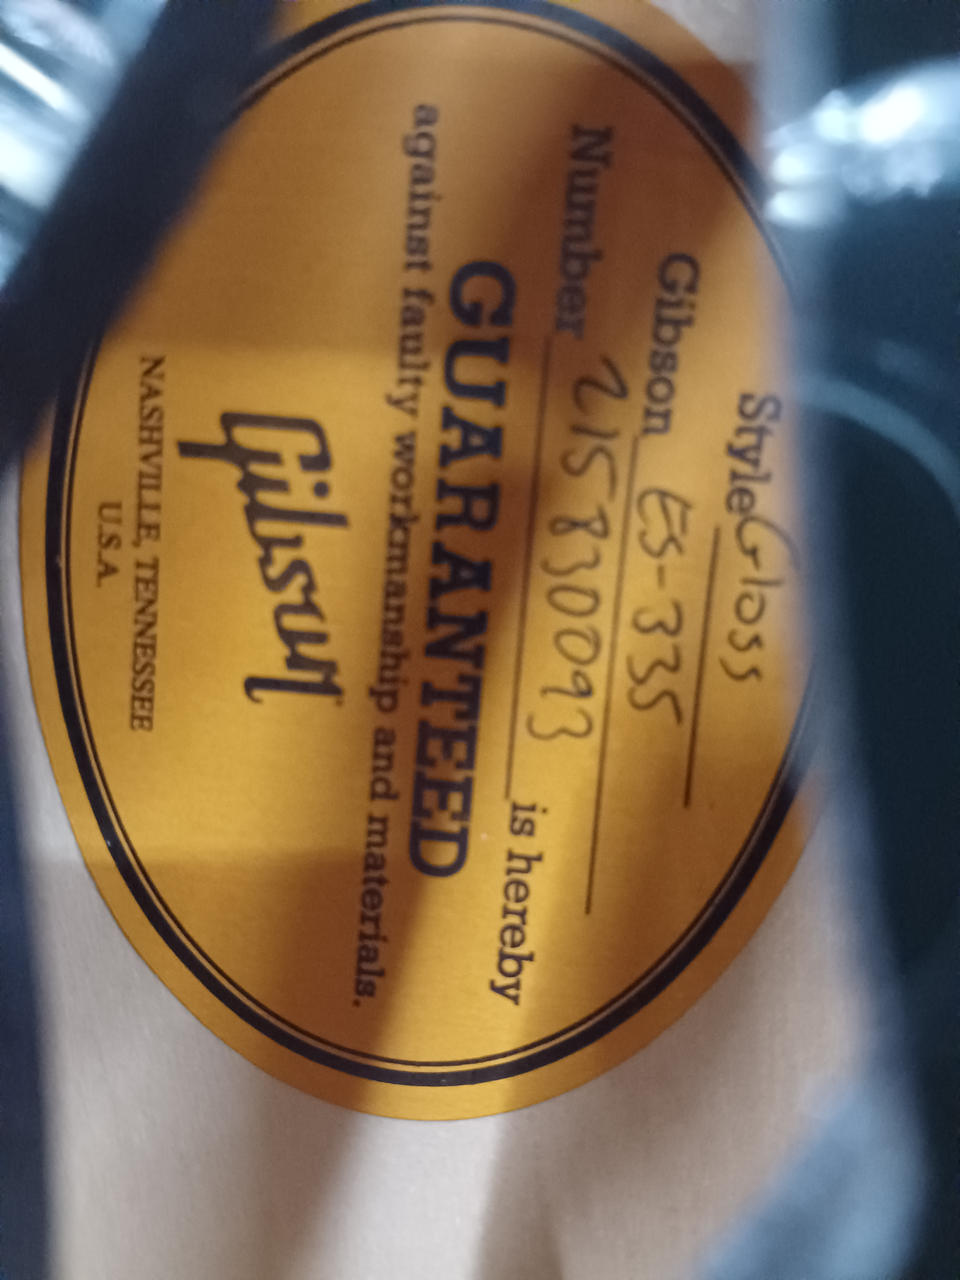 Style Gloss
Gibson ES-335
Number 215830093 is hereby
GUARANTEED
against faulty workmanship and materials.
Gibson
NASHVILLE, TENNESSEE
U.S.A.